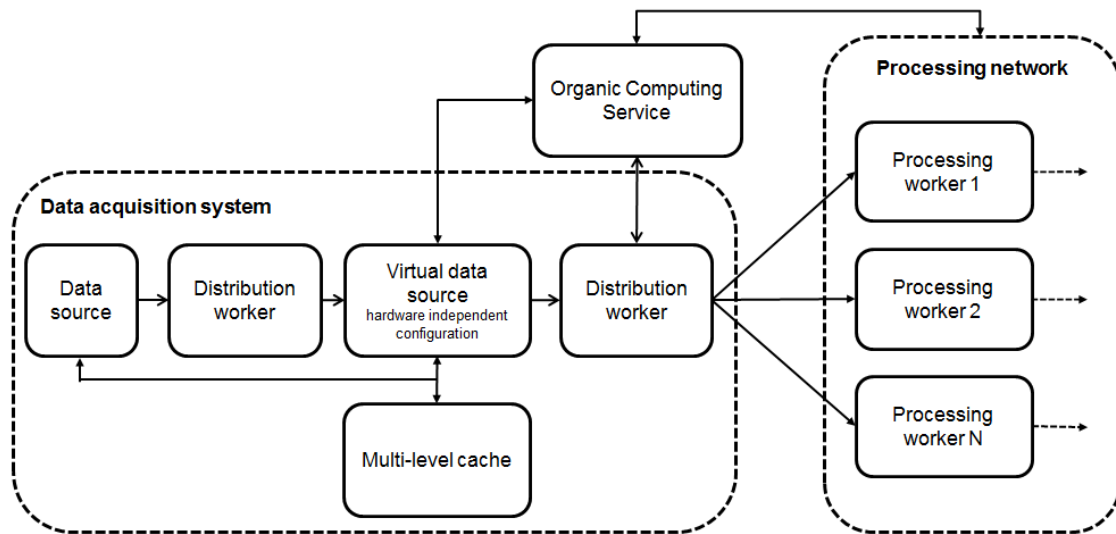 Organic Computing
Service
Processing network
Processing
worker 1
Processing
worker 2
Processing
worker N
Data acquisition system
Data
source
Distribution
worker
Virtual data
source
hardware independent
configuration
Distribution
worker
Multi-level cache